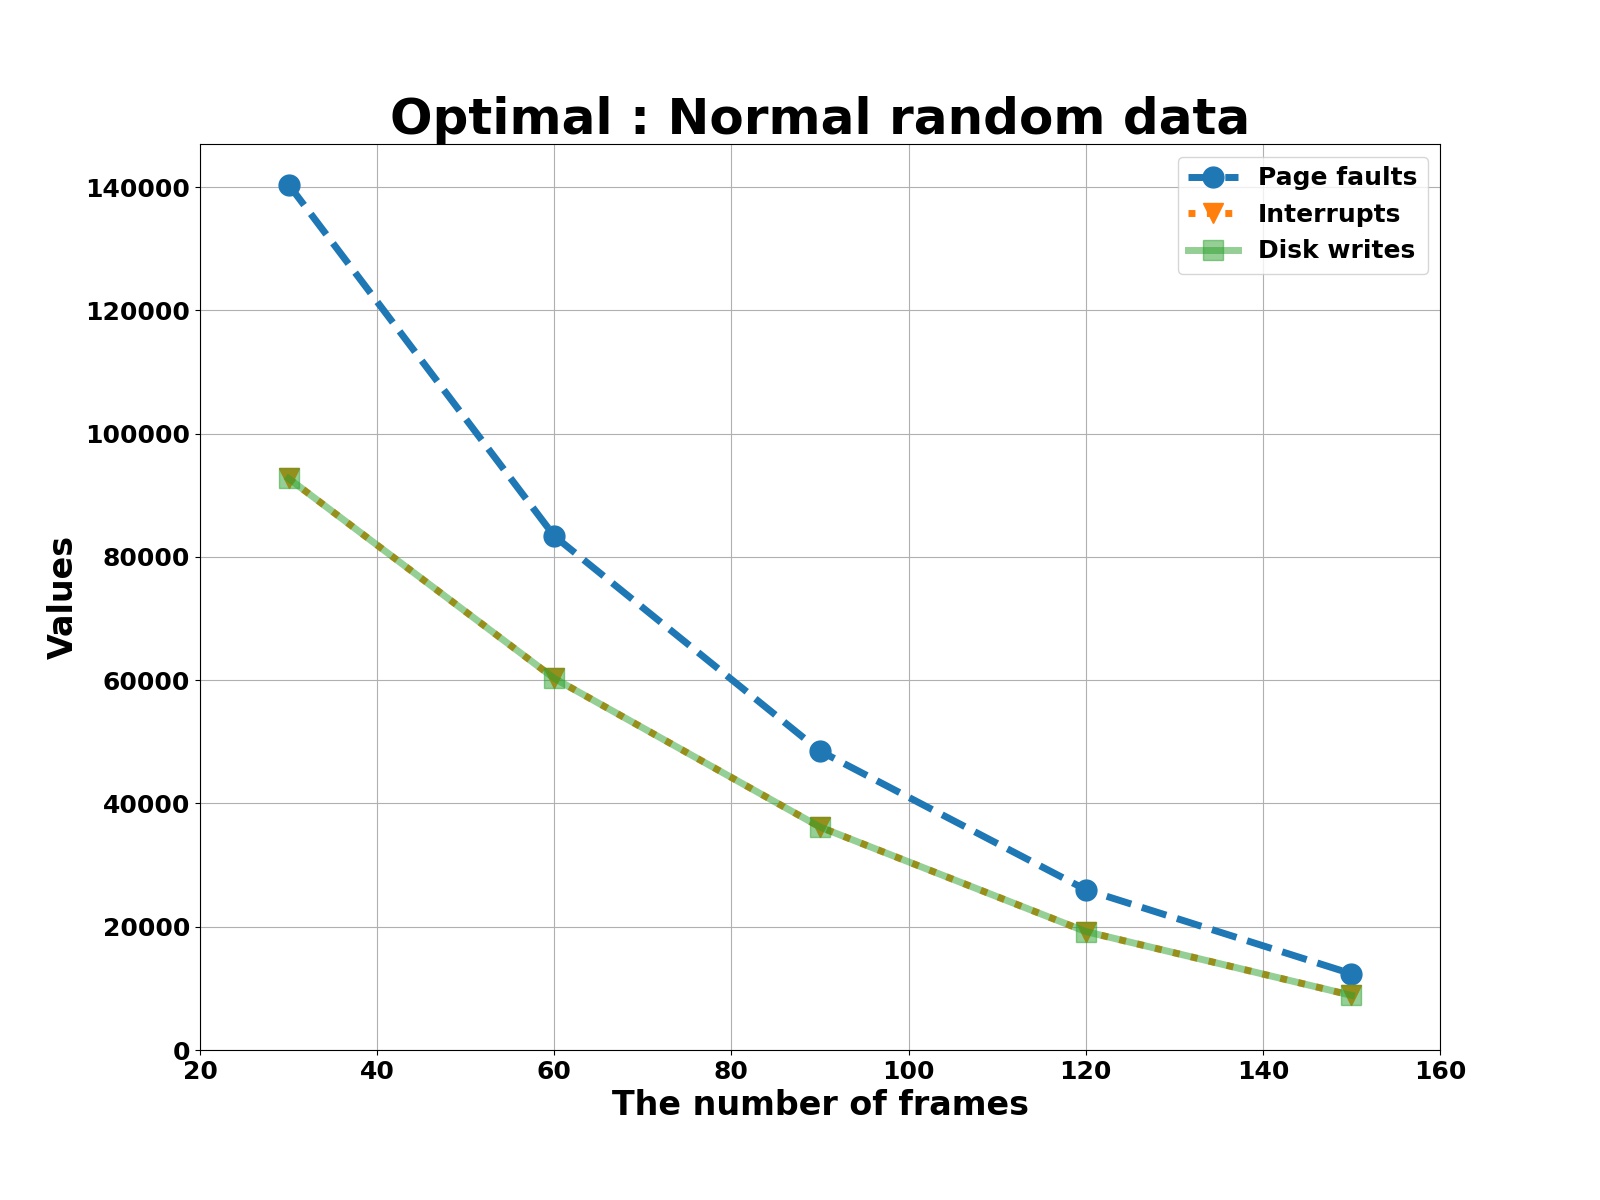 Optimal : Normal random data
Page faults
Interrupts
Disk writes
140000
120000
100000
80000
60000
40000
20000
0
Values
20 40 60 80 100 120 140 160
The number of frames